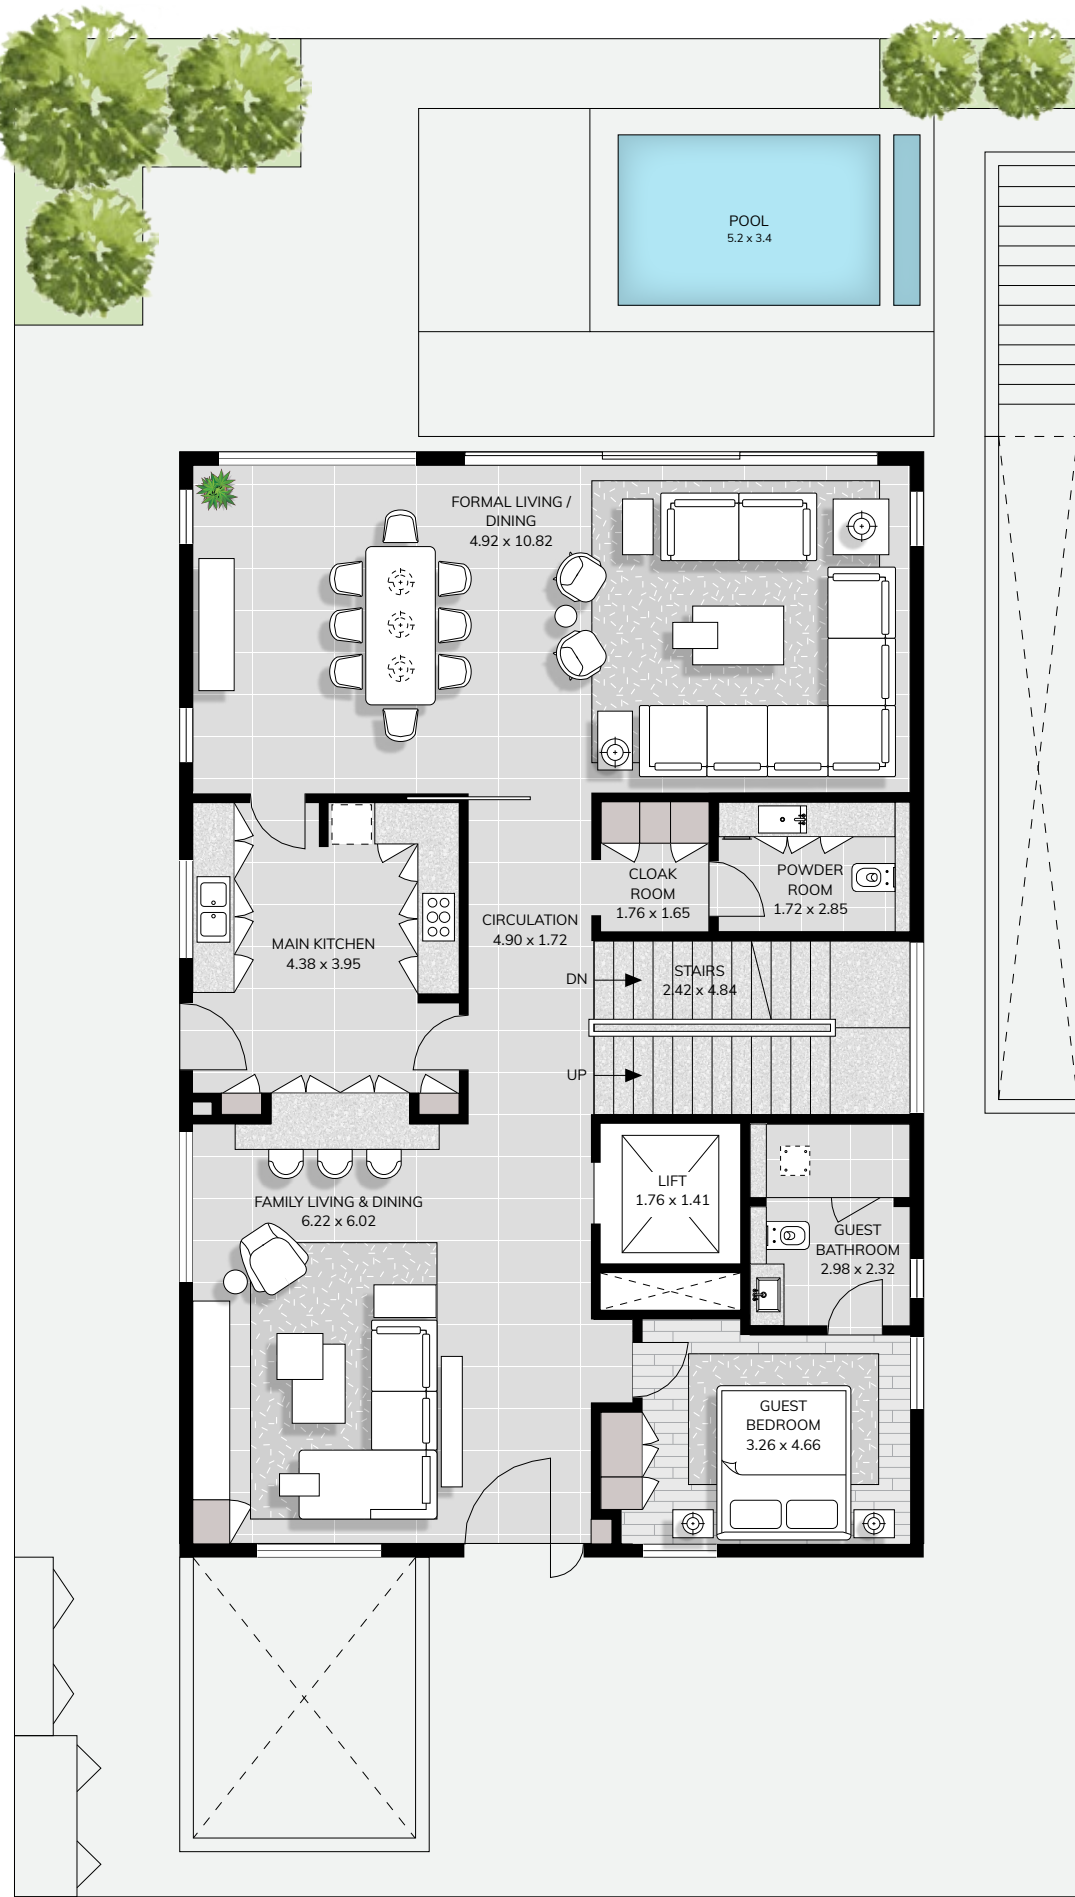 POOL
5.2 x 3.4
FORMAL LIVING /
DINING
4.92 x 10.82
CLOAK
ROOM
1.76 x 1.65
POWDER
ROOM
1.72 x 2.85
CIRCULATION
4.90 x 1.72
MAIN KITCHEN
4.38 x 3.95
DN
STAIRS
2.42 x 4.84
UP
LIFT
1.76 x 1.41
FAMILY LIVING & DINING
6.22 x 6.02
GUEST
BATHROOM
2.98 x 2.32
GUEST
BEDROOM
3.26 x 4.66